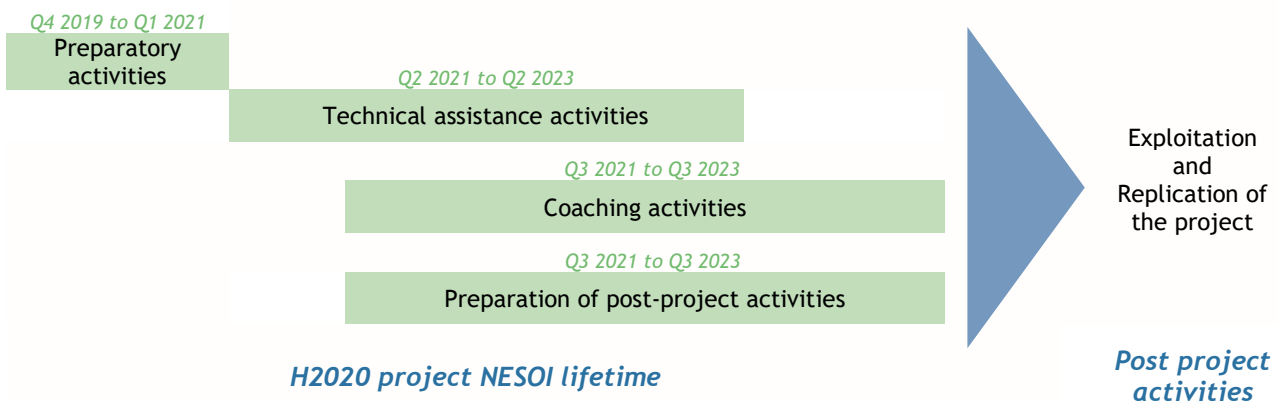 Q4 2019 to Q1 2021
Preparatory
activities
Q2 2021 to Q2 2023
Technical assistance activities
Q3 2021 to Q3 2023
Coaching activities
Q3 2021 to Q3 2023
Preparation of post-project activities
H2020 project NESOI lifetime
Exploitation
and
Replication of
the project
Post project
activities